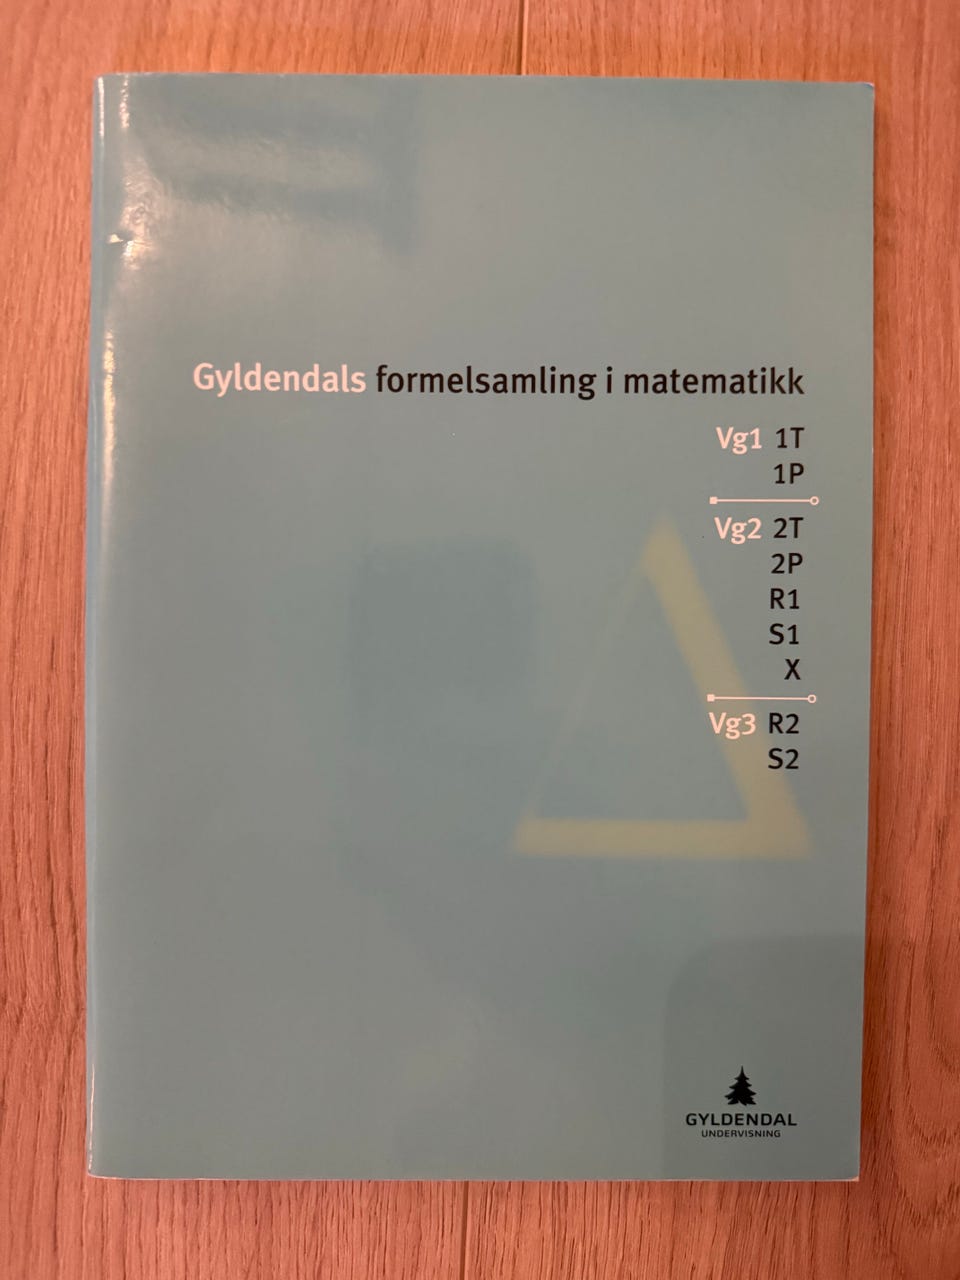 Gyldendals formelsamling i matematikk
Vg1 1T
1P
Vg2 2T
2P
R1
S1
X
Vg3 R2
S2
GYLDENDAL
UNDERVISNING